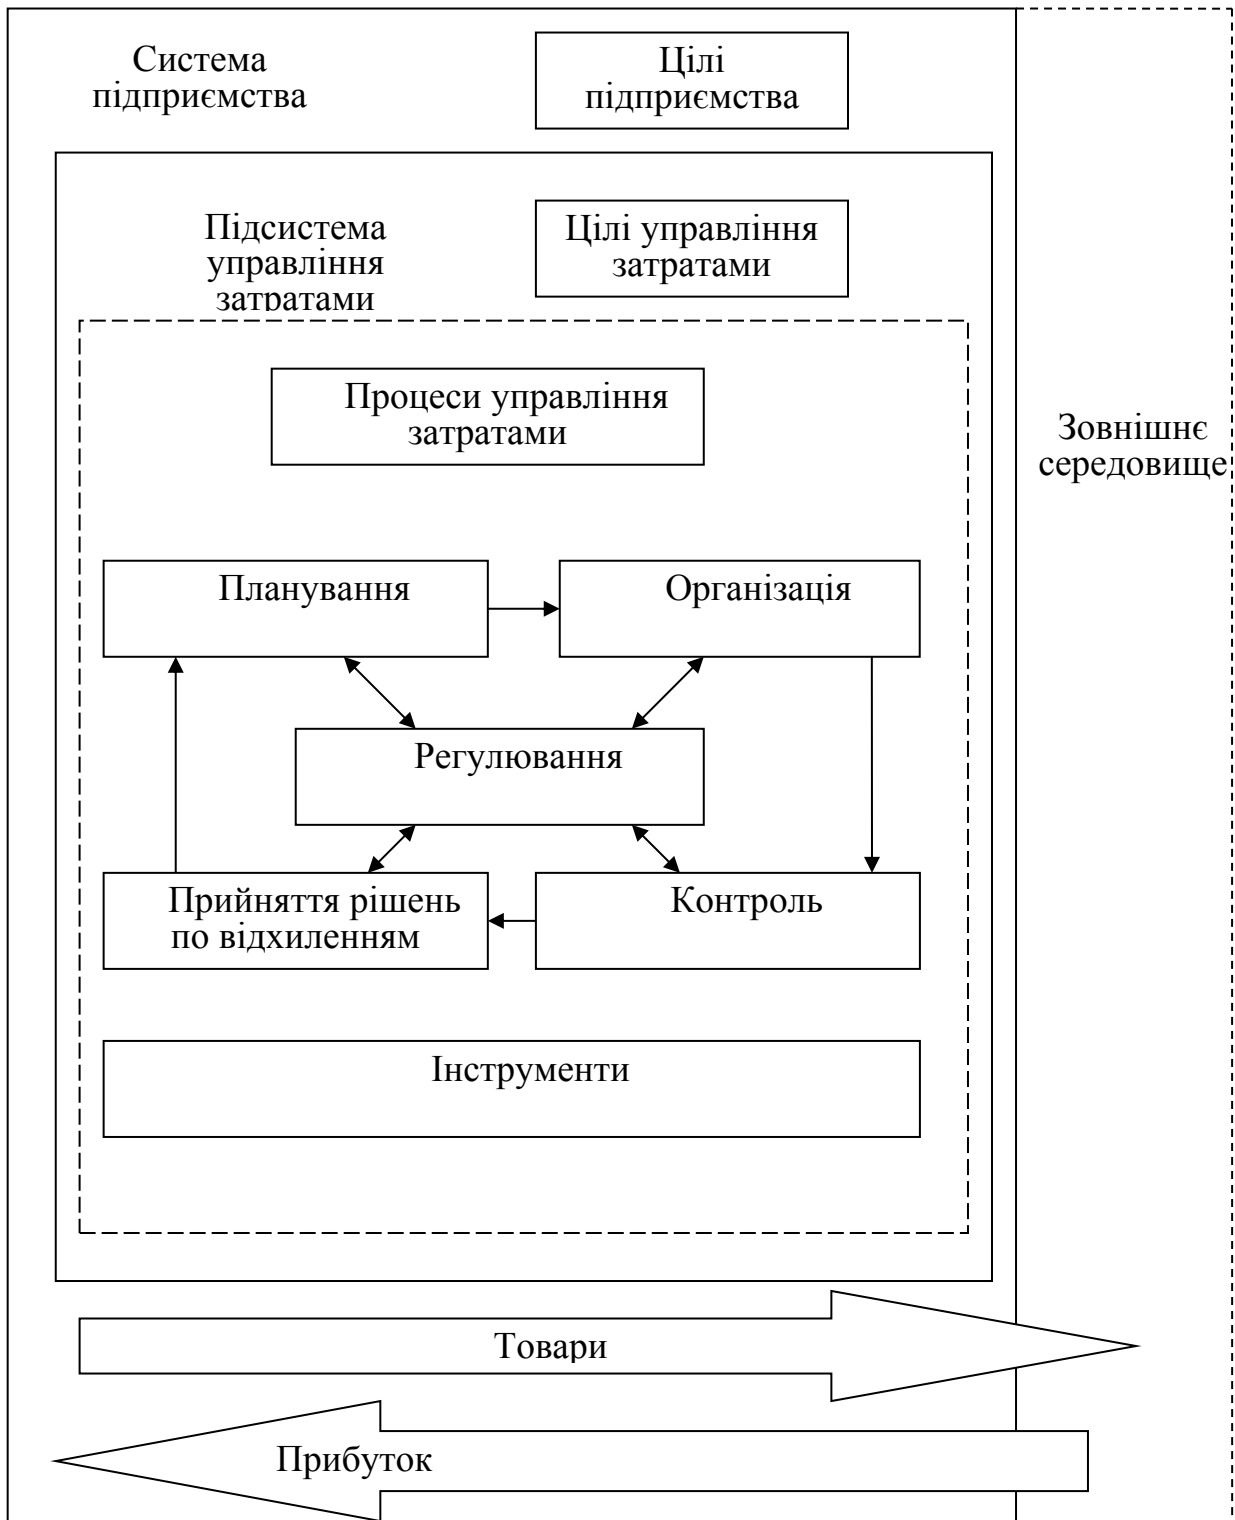 Система
підприємства
Цілі
підприємства
Підсистема
управління
затратами
Цілі управління
затратами
Процеси управління
затратами
Зовнішнє
середовище
Планування
Організація
Регулювання
Прийняття рішень
по відхиленням
Контроль
Інструменти
Товари
Прибуток